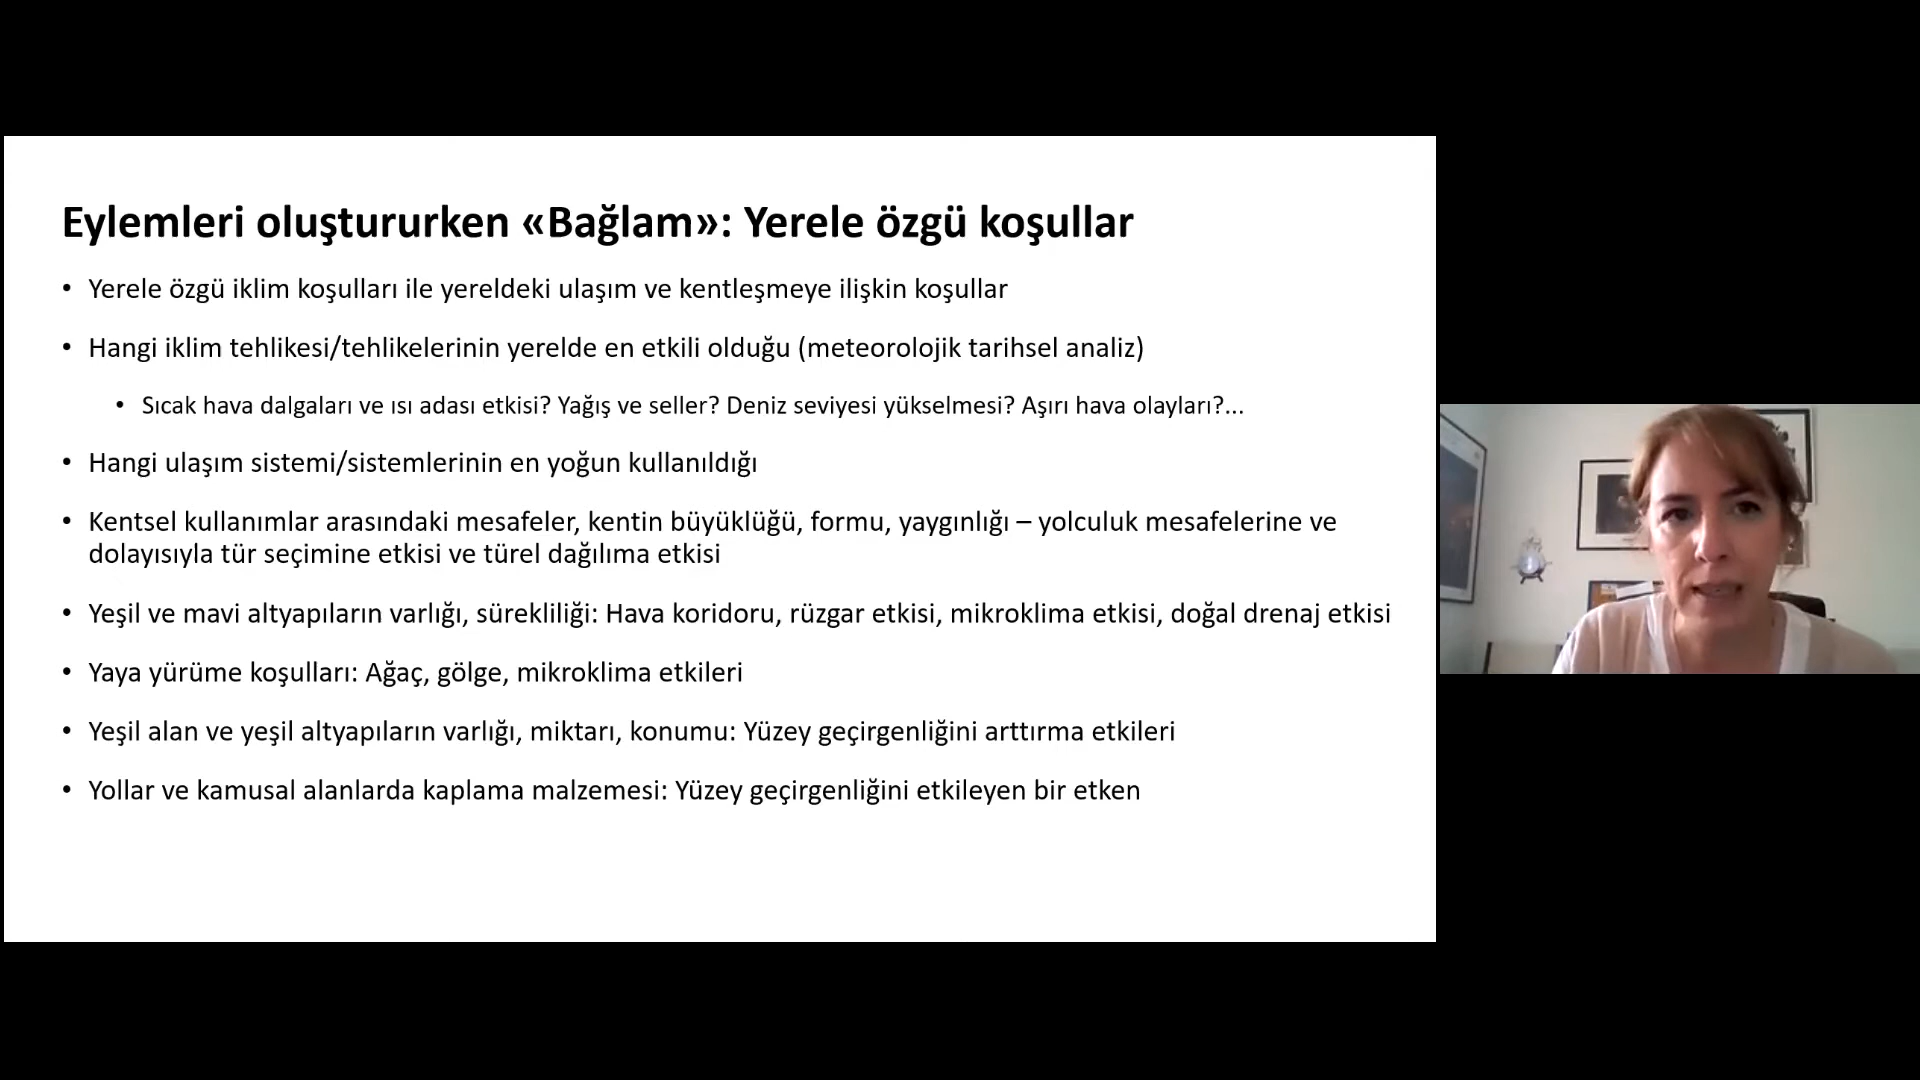 Eylemleri oluştururken «Bağlam»: Yerele özgü koşullar
• Yerele özgü iklim koşulları ile yereldeki ulaşım ve kentleşmeye ilişkin koşullar
• Hangi iklim tehlikesi/tehlikelerinin yerelde en etkili olduğu (meteorolojik tarihsel analiz)
• Sıcak hava dalgaları ve ısı adası etkisi? Yağış ve seller? Deniz seviyesi yükselmesi? Aşırı hava olayları?...
• Hangi ulaşım sistemi/sistemlerinin en yoğun kullanıldığı
• Kentsel kullanımlar arasındaki mesafeler, kentin büyüklüğü, formu, yaygınlığı – yolculuk mesafelerine ve
dolayısıyla tür seçimine etkisi ve türel dağılıma etkisi
• Yeşil ve mavi altyapıların varlığı, sürekliliği: Hava koridoru, rüzgar etkisi, mikroklima etkisi, doğal drenaj etkisi
• Yaya yürüme koşulları: Ağaç, gölge, mikroklima etkileri
• Yeşil alan ve yeşil altyapıların varlığı, miktarı, konumu: Yüzey geçirgenliğini arttırma etkileri
• Yollar ve kamusal alanlarda kaplama malzemesi: Yüzey geçirgenliğini etkileyen bir etken